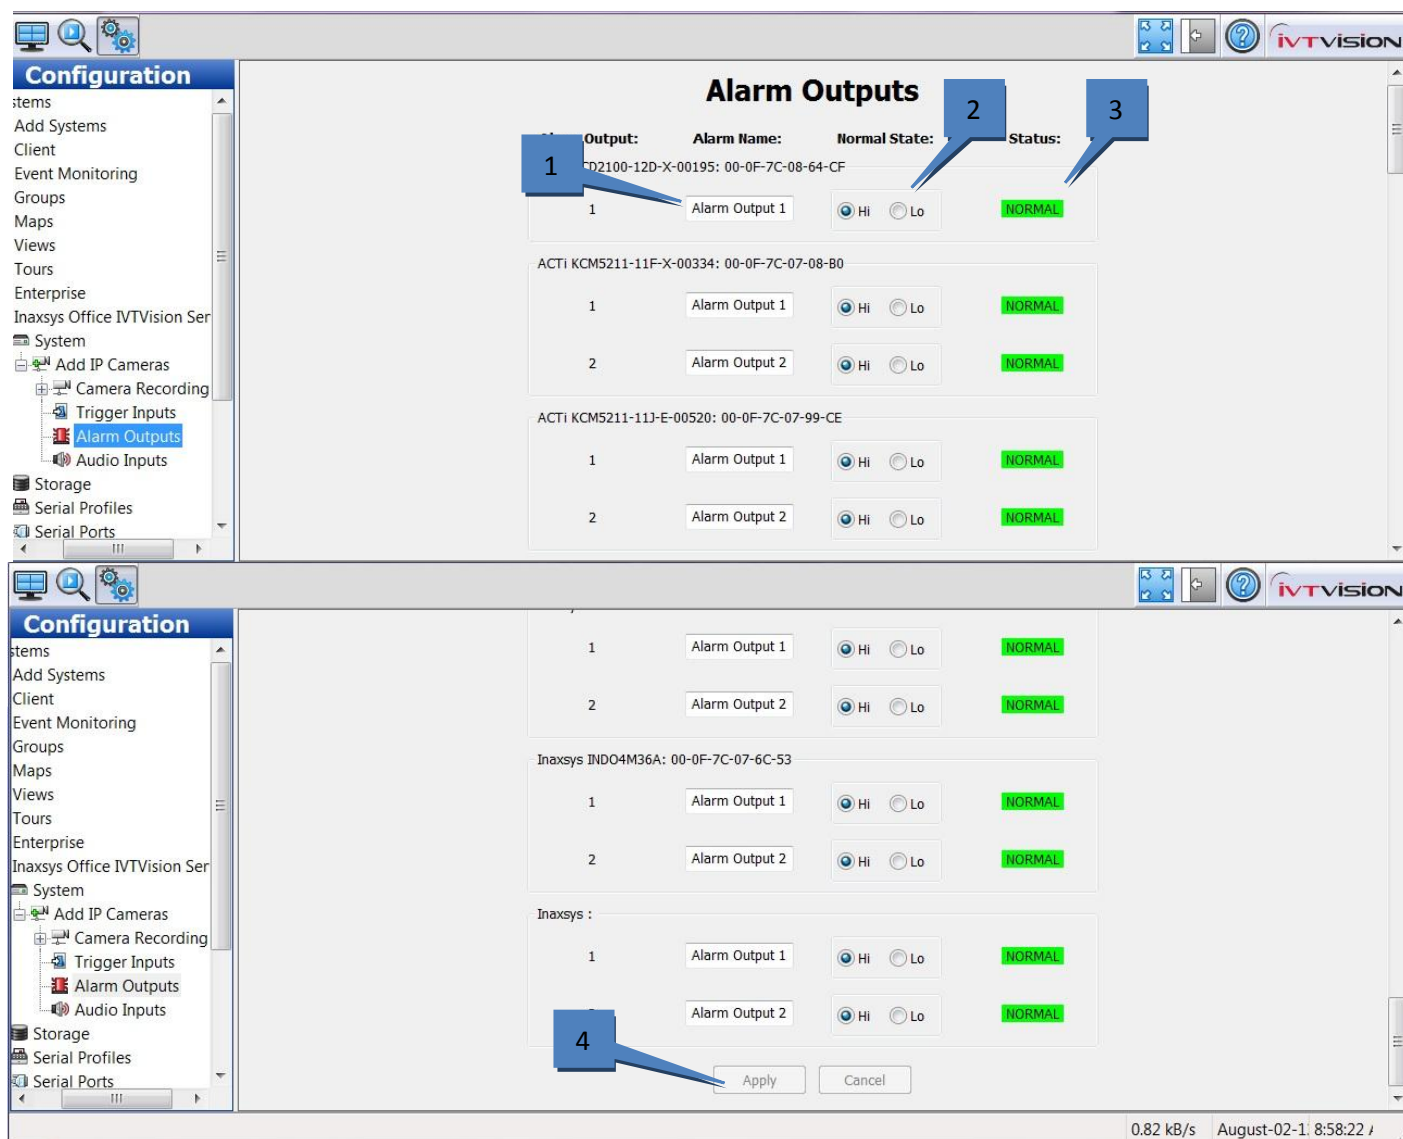 iVTVision
Configuration
stems
Add Systems
Client
Event Monitoring
Groups
Maps
Views
Tours
Enterprise
Inaxsys Office IVTVision Ser
System
Add IP Cameras
Camera Recording
Trigger Inputs
Alarm Outputs
Audio Inputs
Storage
Serial Profiles
Serial Ports
Alarm Outputs
2
3
Output: Alarm Name: Normal State: Status:
1
CD2100-12D-X-00195: 00-0F-7C-08-64-CF
1 Alarm Output 1 Hi Lo NORMAL
ACTi KCM5211-11F-X-00334: 00-0F-7C-07-08-B0
1 Alarm Output 1 Hi Lo NORMAL
2 Alarm Output 2 Hi Lo NORMAL
ACTi KCM5211-11J-E-00520: 00-0F-7C-07-99-CE
1 Alarm Output 1 Hi Lo NORMAL
2 Alarm Output 2 Hi Lo NORMAL
iVTVision
Configuration
stems
Add Systems
Client
Event Monitoring
Groups
Maps
Views
Tours
Enterprise
Inaxsys Office IVTVision Ser
System
Add IP Cameras
Camera Recording
Trigger Inputs
Alarm Outputs
Audio Inputs
Storage
Serial Profiles
Serial Ports
1 Alarm Output 1 Hi Lo NORMAL
2 Alarm Output 2 Hi Lo NORMAL
Inaxsys INDO4M36A: 00-0F-7C-07-6C-53
1 Alarm Output 1 Hi Lo NORMAL
2 Alarm Output 2 Hi Lo NORMAL
Inaxsys :
1 Alarm Output 1 Hi Lo NORMAL
Alarm Output 2 Hi Lo NORMAL
4
Apply Cancel
0.82 kB/s August-02-1 8:58:22